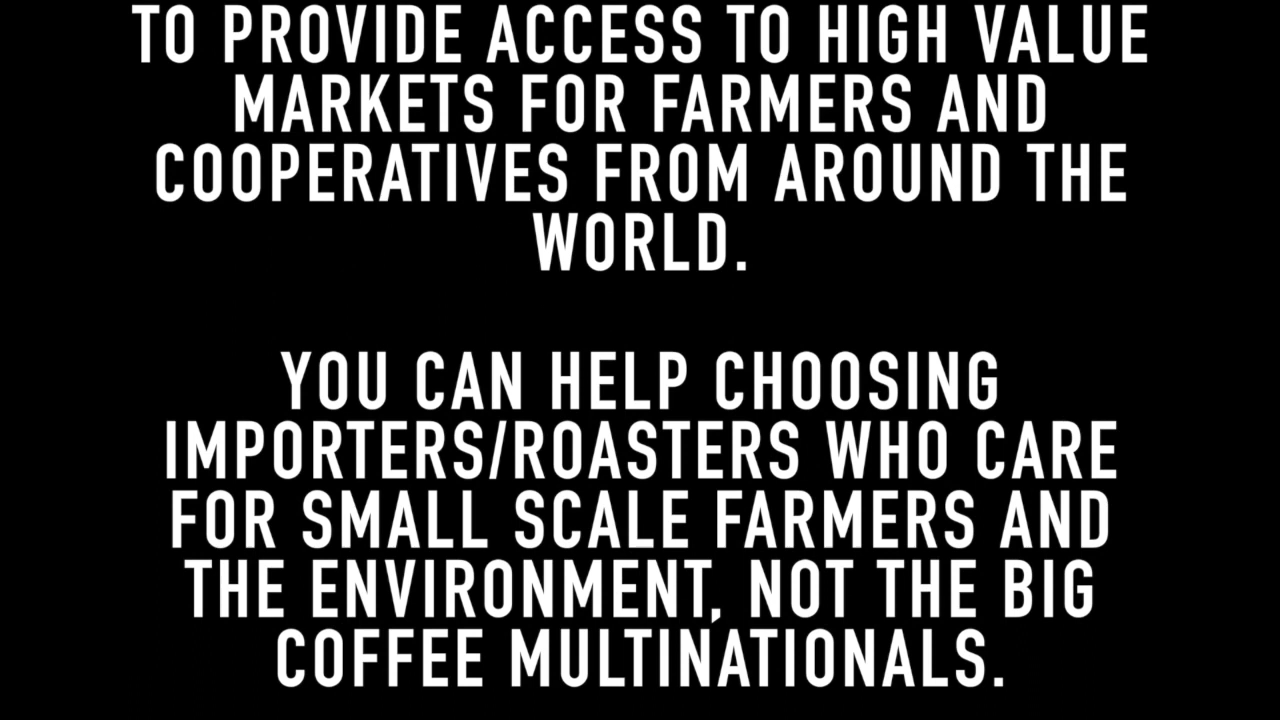 TO PROVIDE ACCESS TO HIGH VALUE
MARKETS FOR FARMERS AND
COOPERATIVES FROM AROUND THE
WORLD.
YOU CAN HELP CHOOSING
IMPORTERS/ROASTERS WHO CARE
FOR SMALL SCALE FARMERS AND
THE ENVIRONMENT, NOT THE BIG
COFFEE MULTINATIONALS.